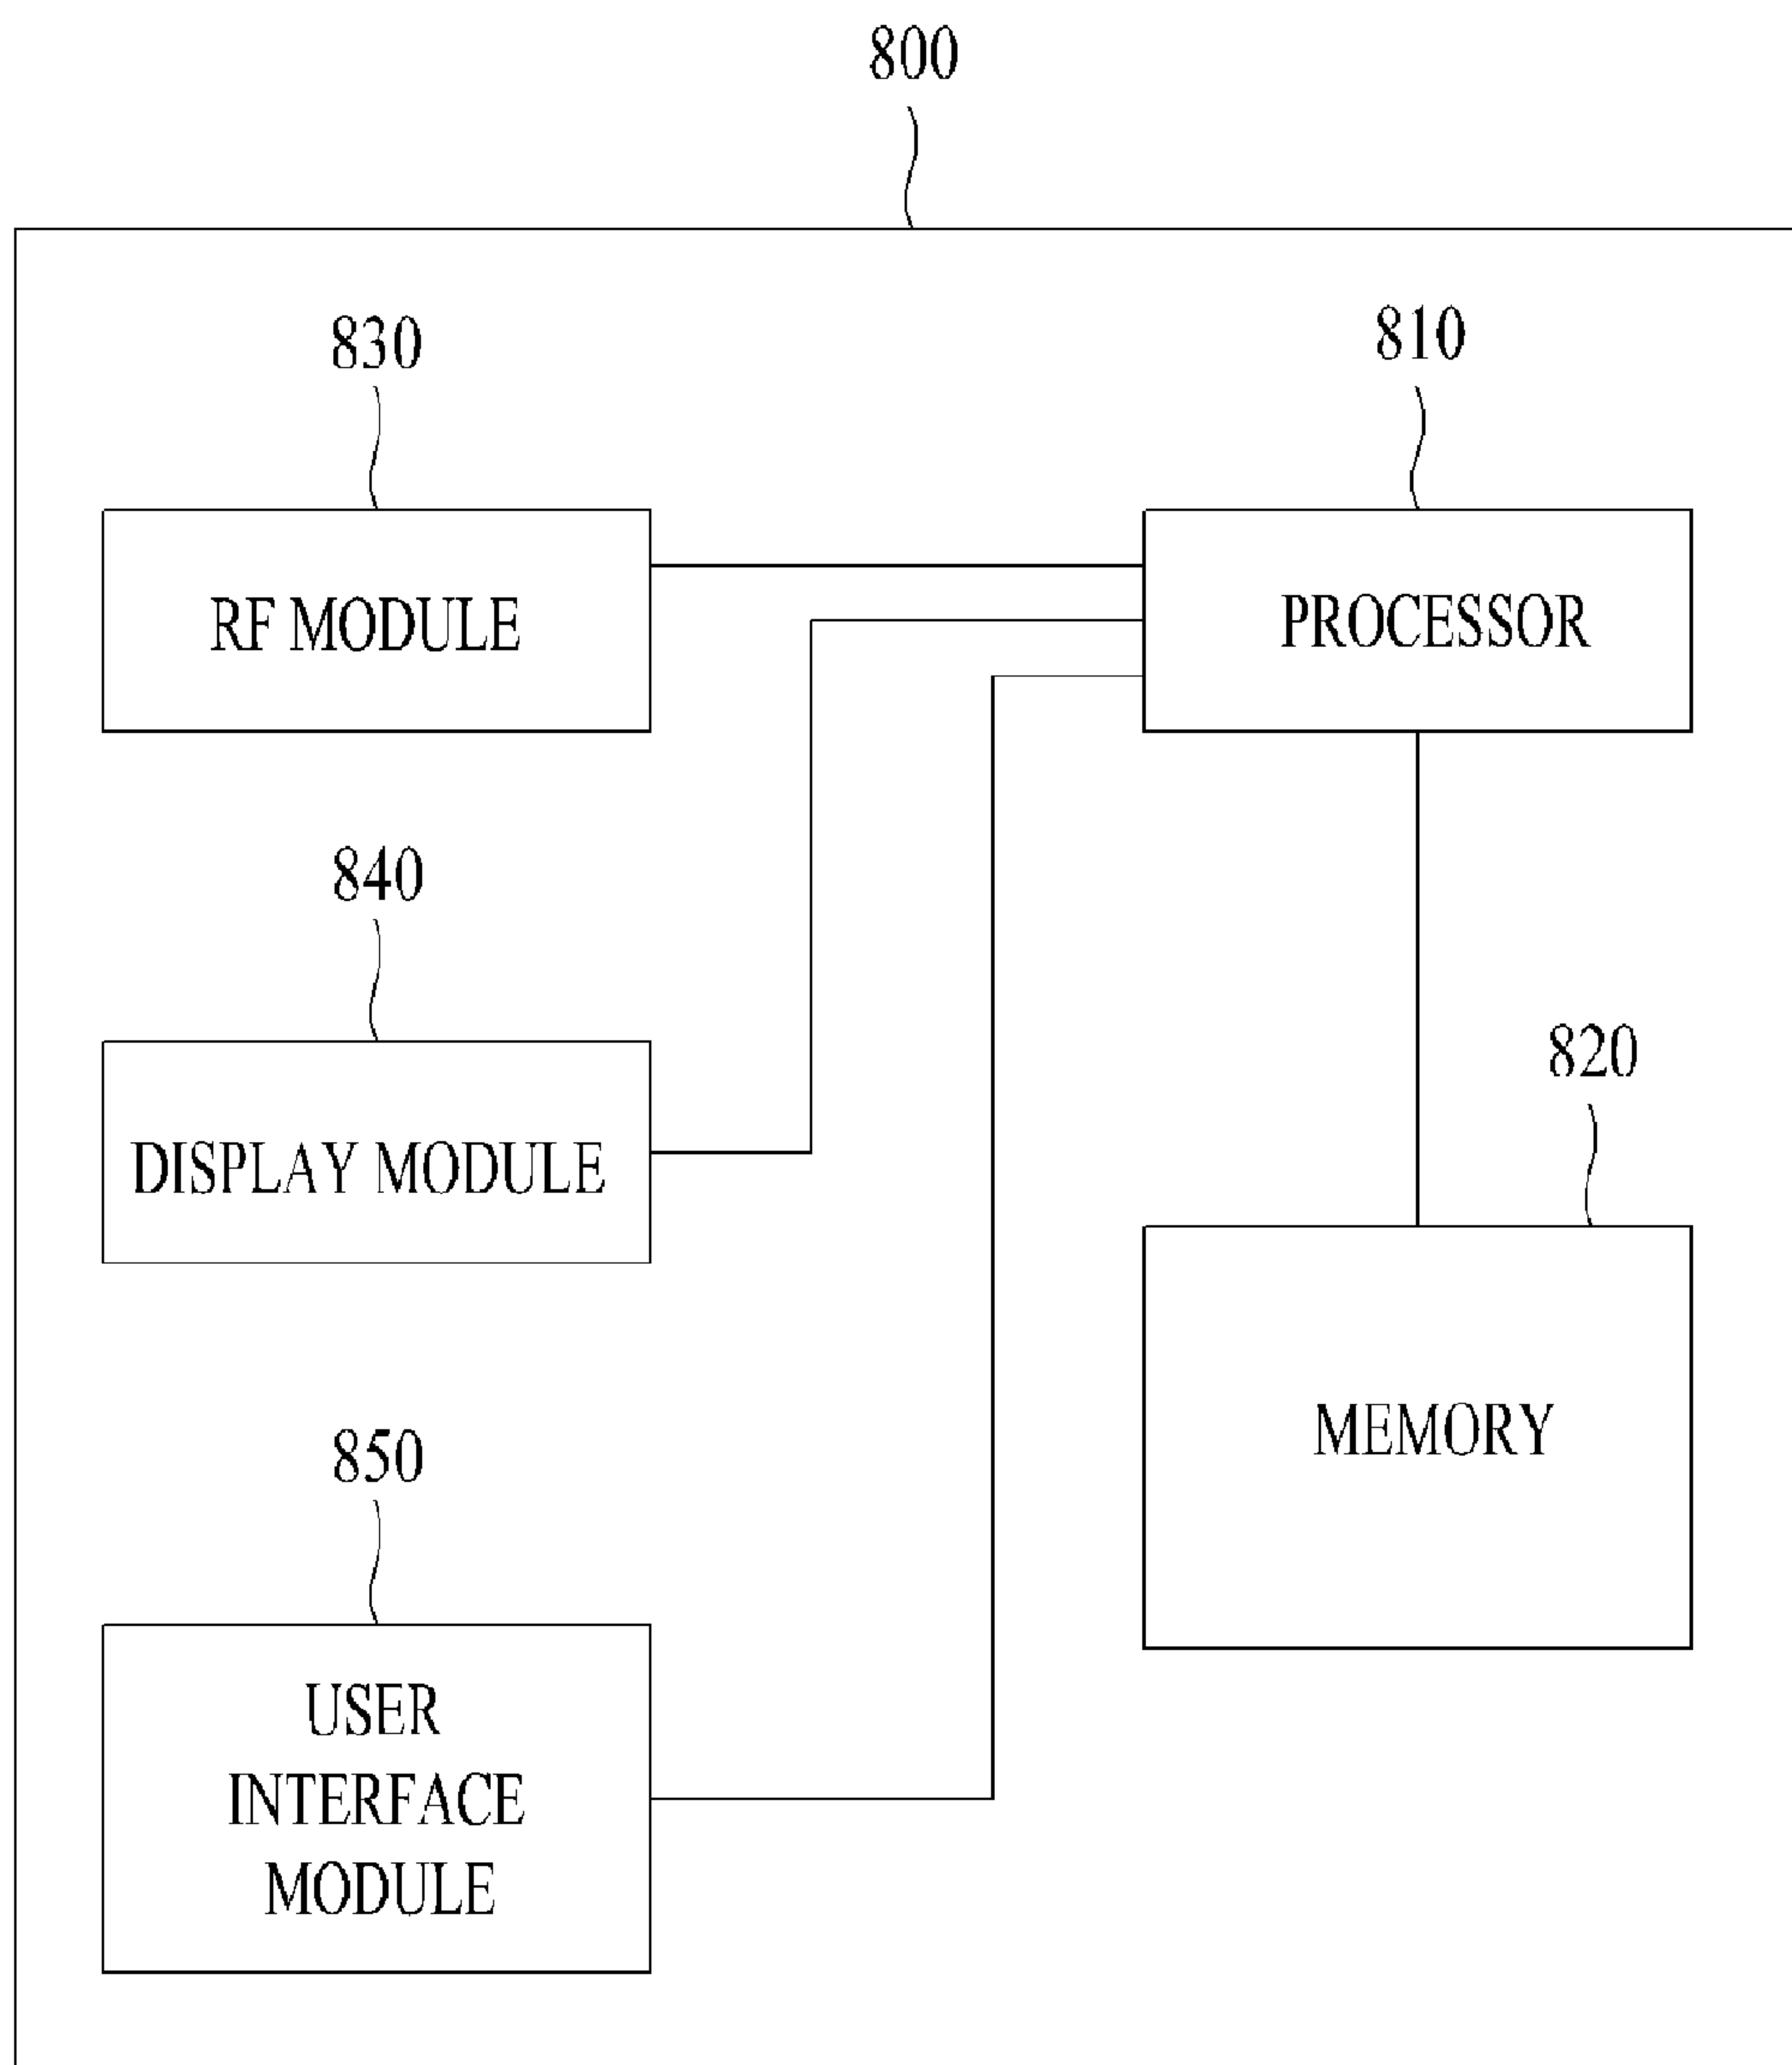 800
830
810
RF MODULE
PROCESSOR
840
820
DISPLAY MODULE
MEMORY
850
USER
INTERFACE
MODULE